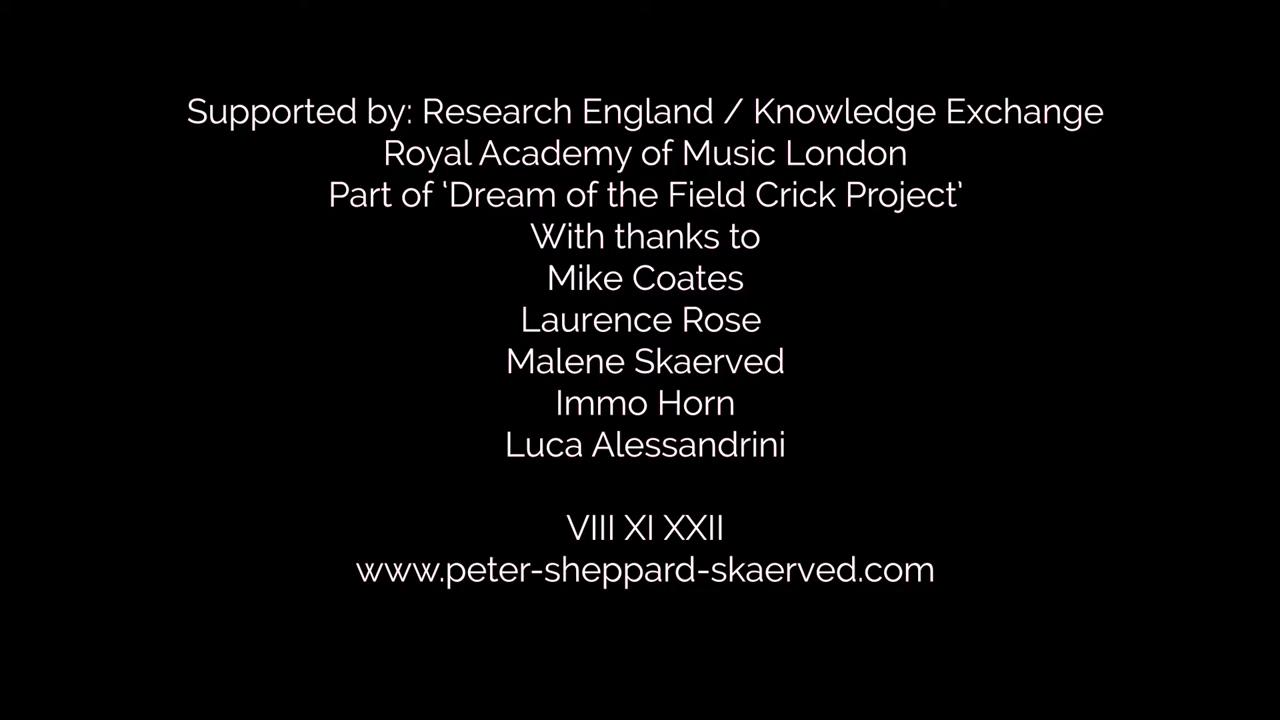 Supported by: Research England / Knowledge Exchange
Royal Academy of Music London
Part of ‘Dream of the Field Crick Project’
With thanks to
Mike Coates
Laurence Rose
Malene Skaerved
Immo Horn
Luca Alessandrini
VIII XI XXII
www.peter-sheppard-skaerved.com